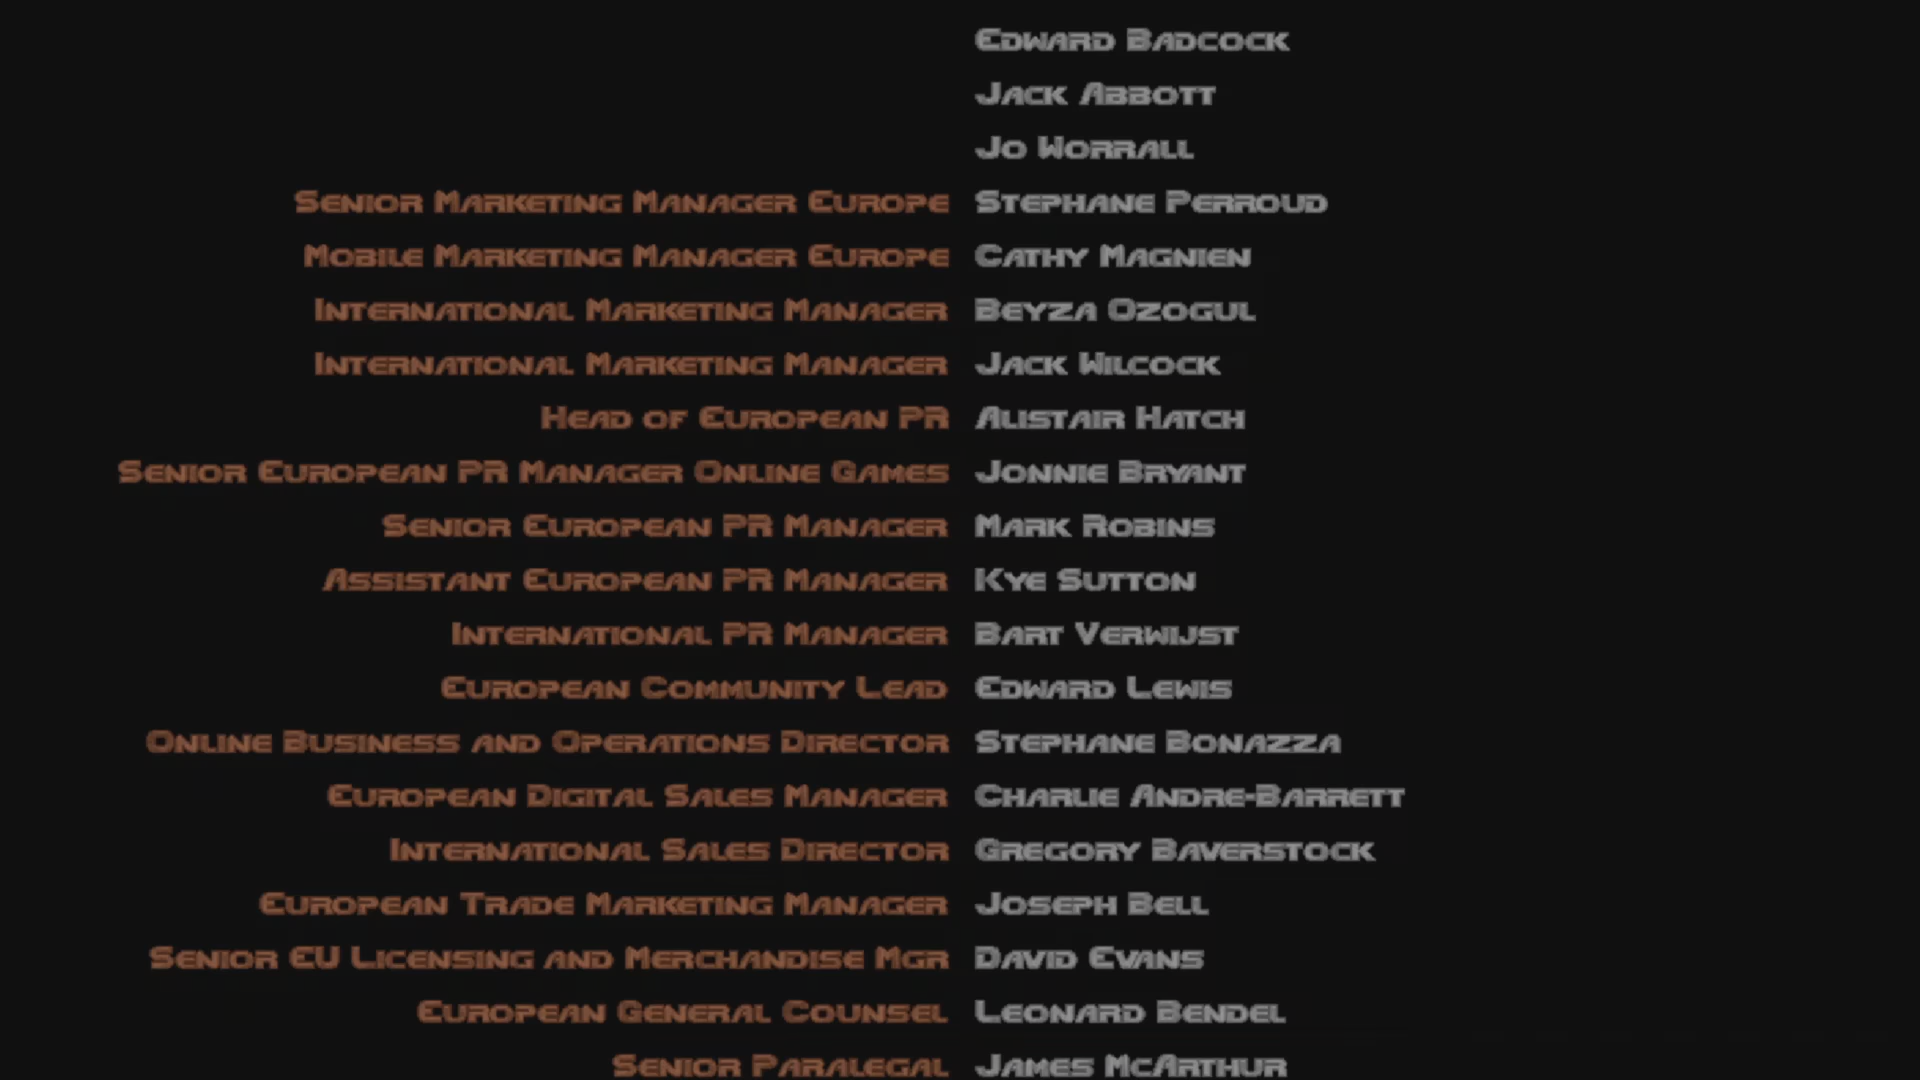 Edward Badcock
Jack Abbott
Jo Worrall
Senior Marketing Manager Europe Stephane Perroud
Mobile Marketing Manager Europe Cathy Magnien
International Marketing Manager Beyza Ozogul
International Marketing Manager Jack Wilcock
Head of European PR Alistair Hatch
Senior European PR Manager Online Games Jonnie Bryant
Senior European PR Manager Mark Robins
Assistant European PR Manager Kye Sutton
International PR Manager Bart Verwijst
European Community Lead Edward Lewis
Online Business and Operations Director Stephane Bonazza
European Digital Sales Manager Charlie Andre-Barrett
International Sales Director Gregory Baverstock
European Trade Marketing Manager Joseph Bell
Senior EU Licensing and Merchandise Mgr David Evans
European General Counsel Leonard Bendel
Senior Paralegal James McArthur